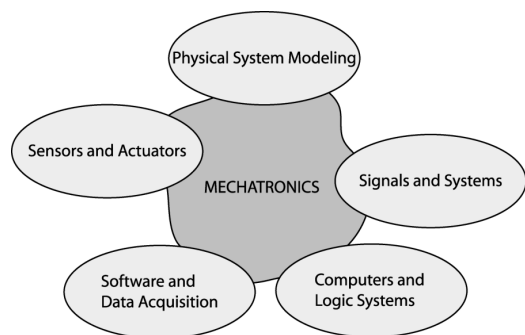 Physical System Modeling
Sensors and Actuators
MECHATRONICS
Signals and Systems
Software and
Data Acquisition
Computers and
Logic Systems